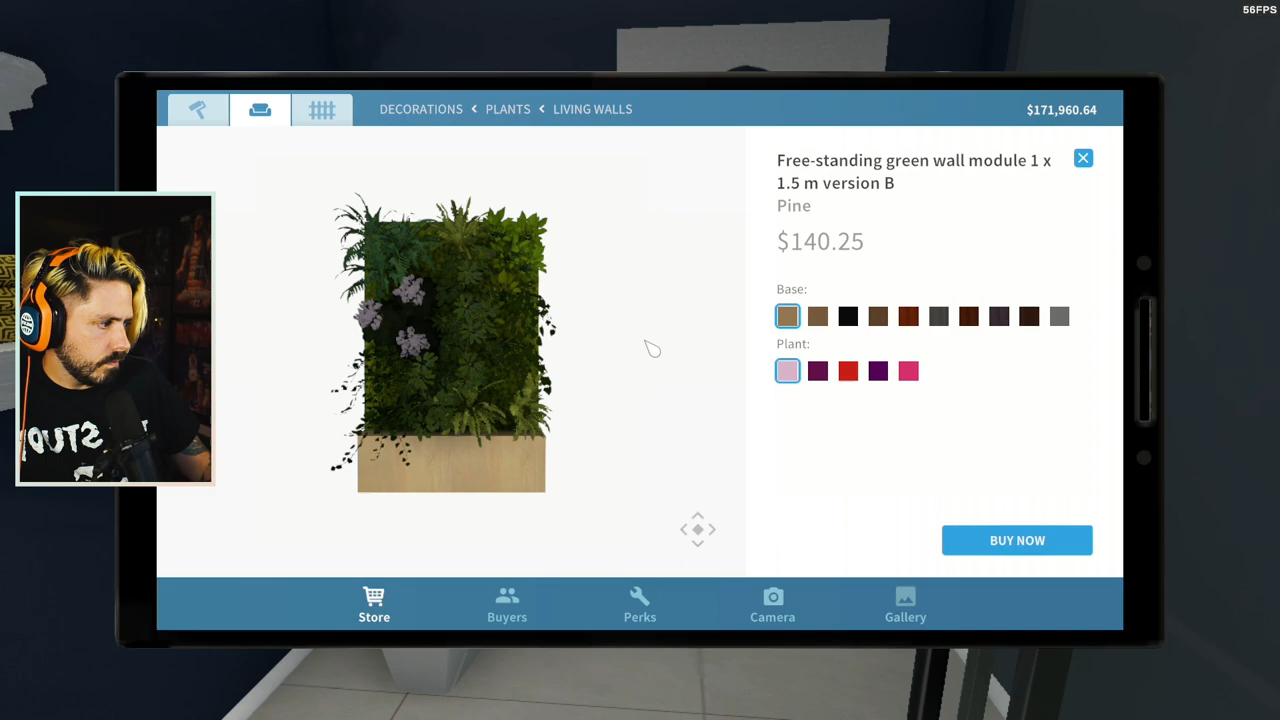 56FPS
DECORATIONS < PLANTS < LIVING WALLS
$171,960.64
Free-standing green wall module 1 x
1.5 m version B
Pine
$140.25
Base:
Plant:
BUY NOW
Store
Buyers
Perks
Camera
Gallery